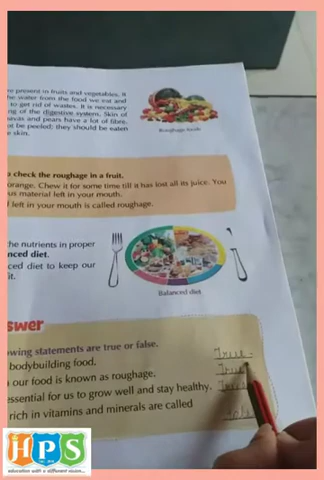 present in fruits and vegetables. It
the water from the food we eat and
to get rid of wastes. It is necessary
ng of the digestive system. Skin of
and pears have a lot of fibre.
be peeled; they should be eaten
skin.
Roughage foods
check the roughage in a fruit.
orange. Chew it for some time till it has lost all its juice. You
us material left in your mouth.
left in your mouth is called roughage.
the nutrients in proper
nced diet.
ced diet to keep our
fit.
Balanced diet
swer
owing statements are true or false.
bodybuilding food.
True
our food is known as roughage.
True
essential for us to grow well and stay healthy.
rich in vitamins and minerals are called
HPS
education with a different vision...